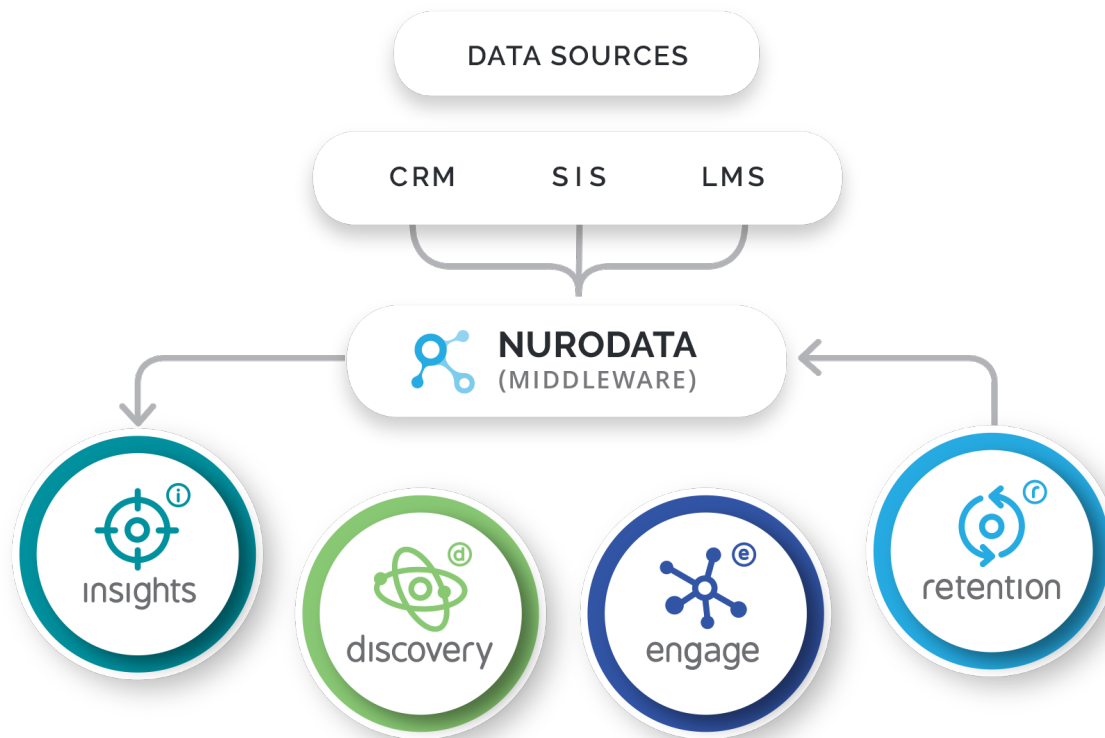 DATA SOURCES
CRM SIS LMS
NURODATA
(MIDDLEWARE)
i
insights
d
discovery
e
engage
r
retention